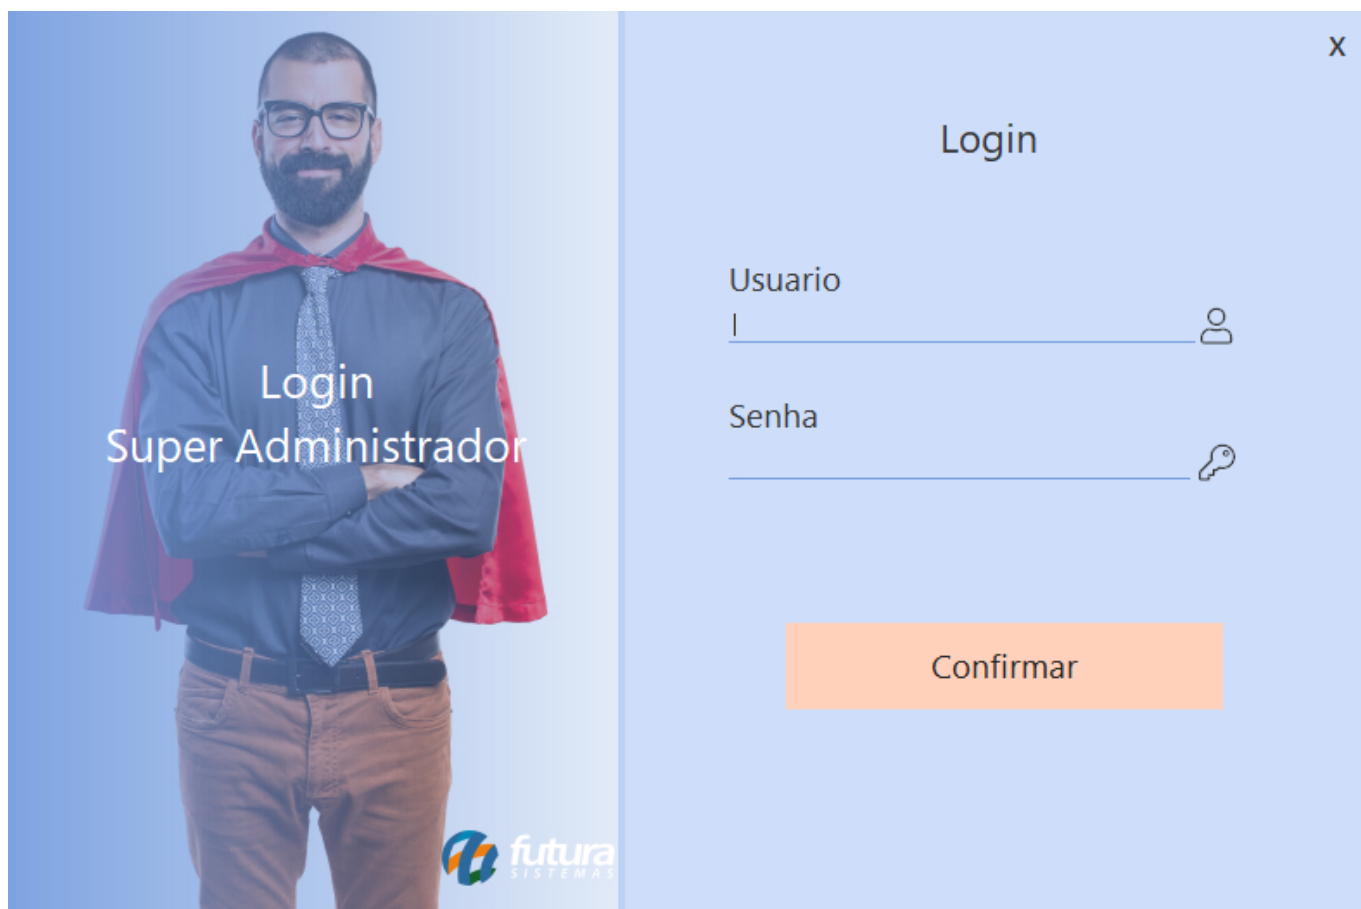 Login
Super Administrador
futura
SISTEMAS
x
Login
Usuario
Senha
Confirmar